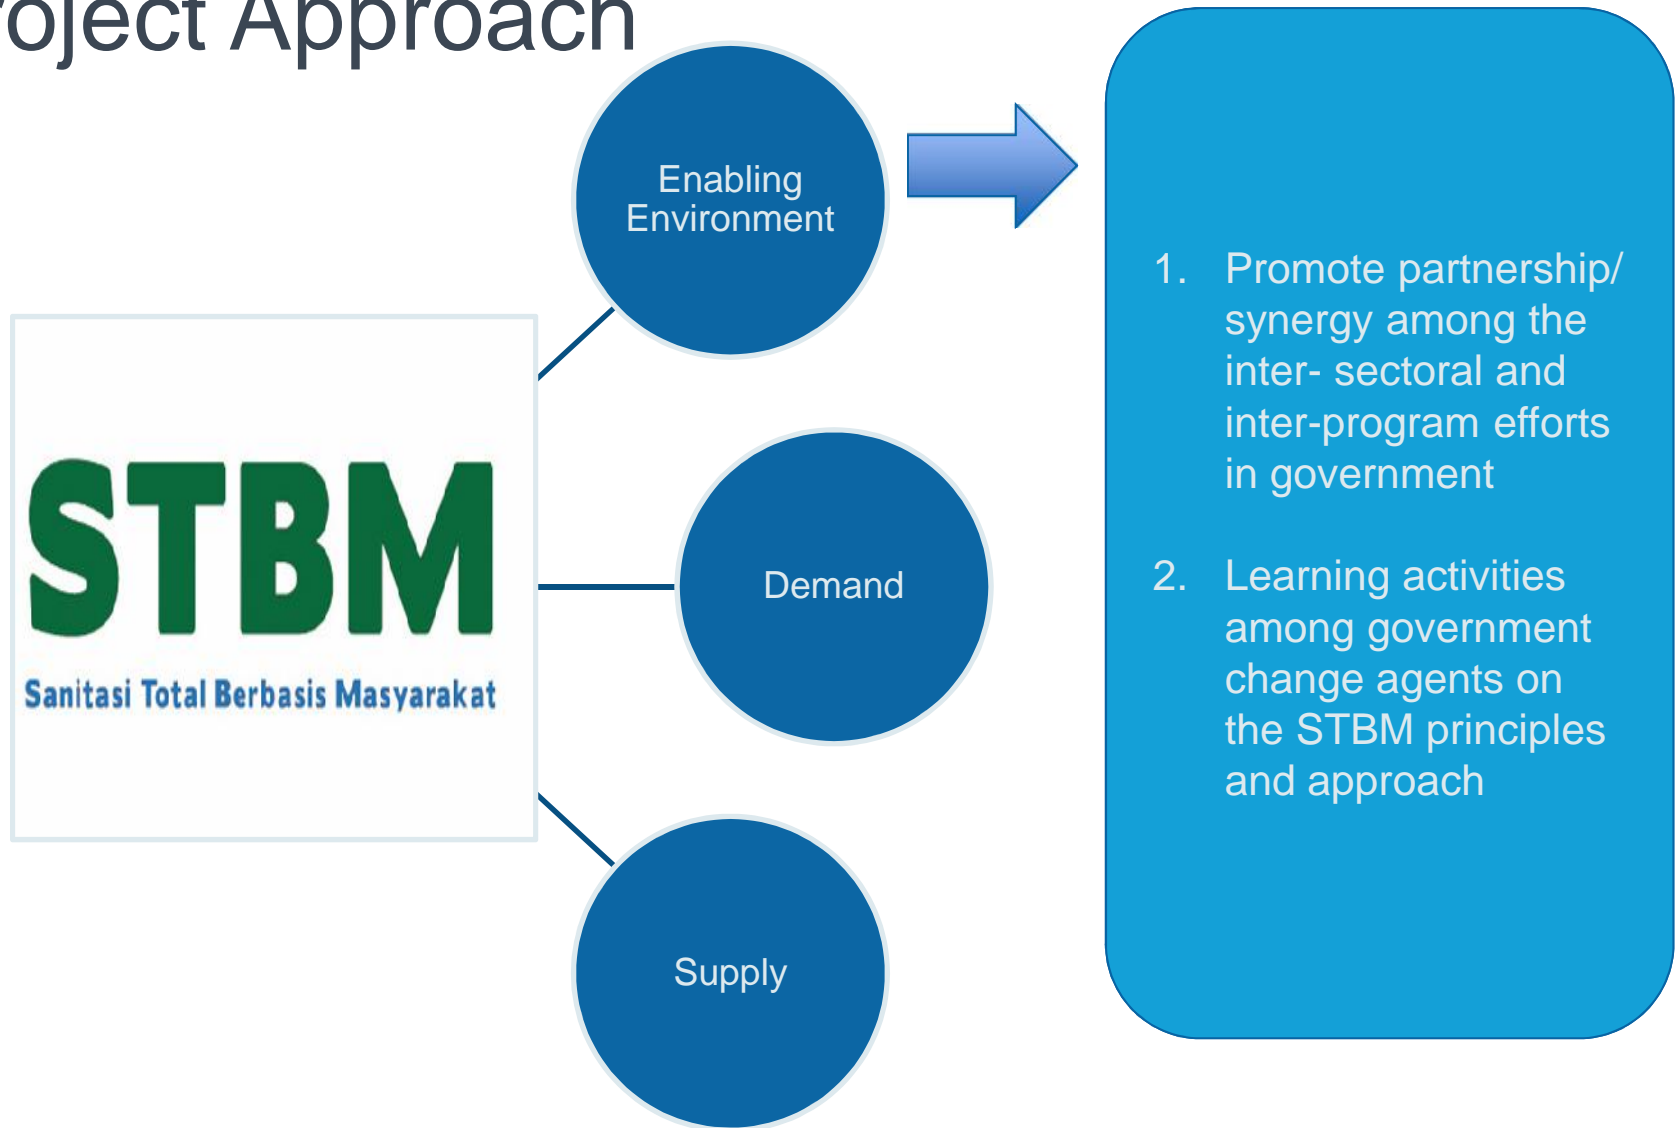 roject Approach
Enabling
Environment
STBM
Sanitasi Total Berbasis Masyarakat
Demand
Supply
1. Promote partnership/
synergy among the
inter- sectoral and
inter-program efforts
in government
2. Learning activities
among government
change agents on
the STBM principles
and approach